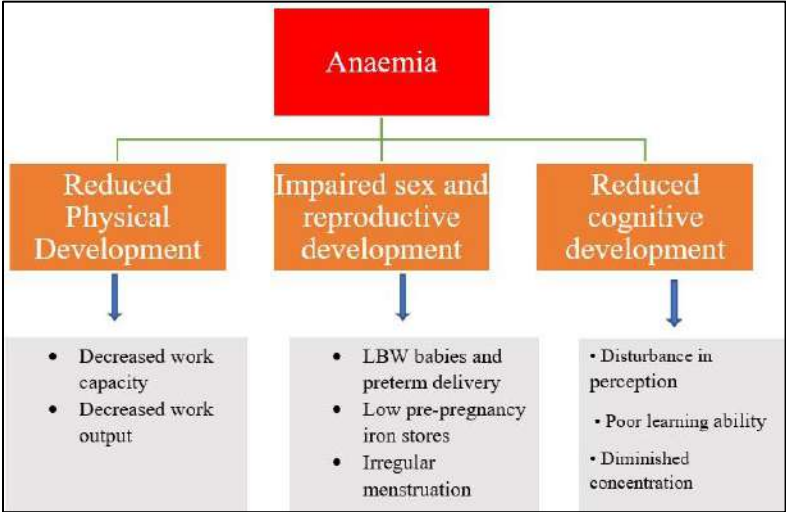 Anaemia
Reduced
Physical
Development
Impaired sex and
reproductive
development
Reduced
cognitive
development
• Decreased work
capacity
• Decreased work
output
• LBW babies and
preterm delivery
• Low pre-pregnancy
iron stores
• Irregular
menstruation
• Disturbance in
perception
• Poor learning ability
• Diminished
concentration